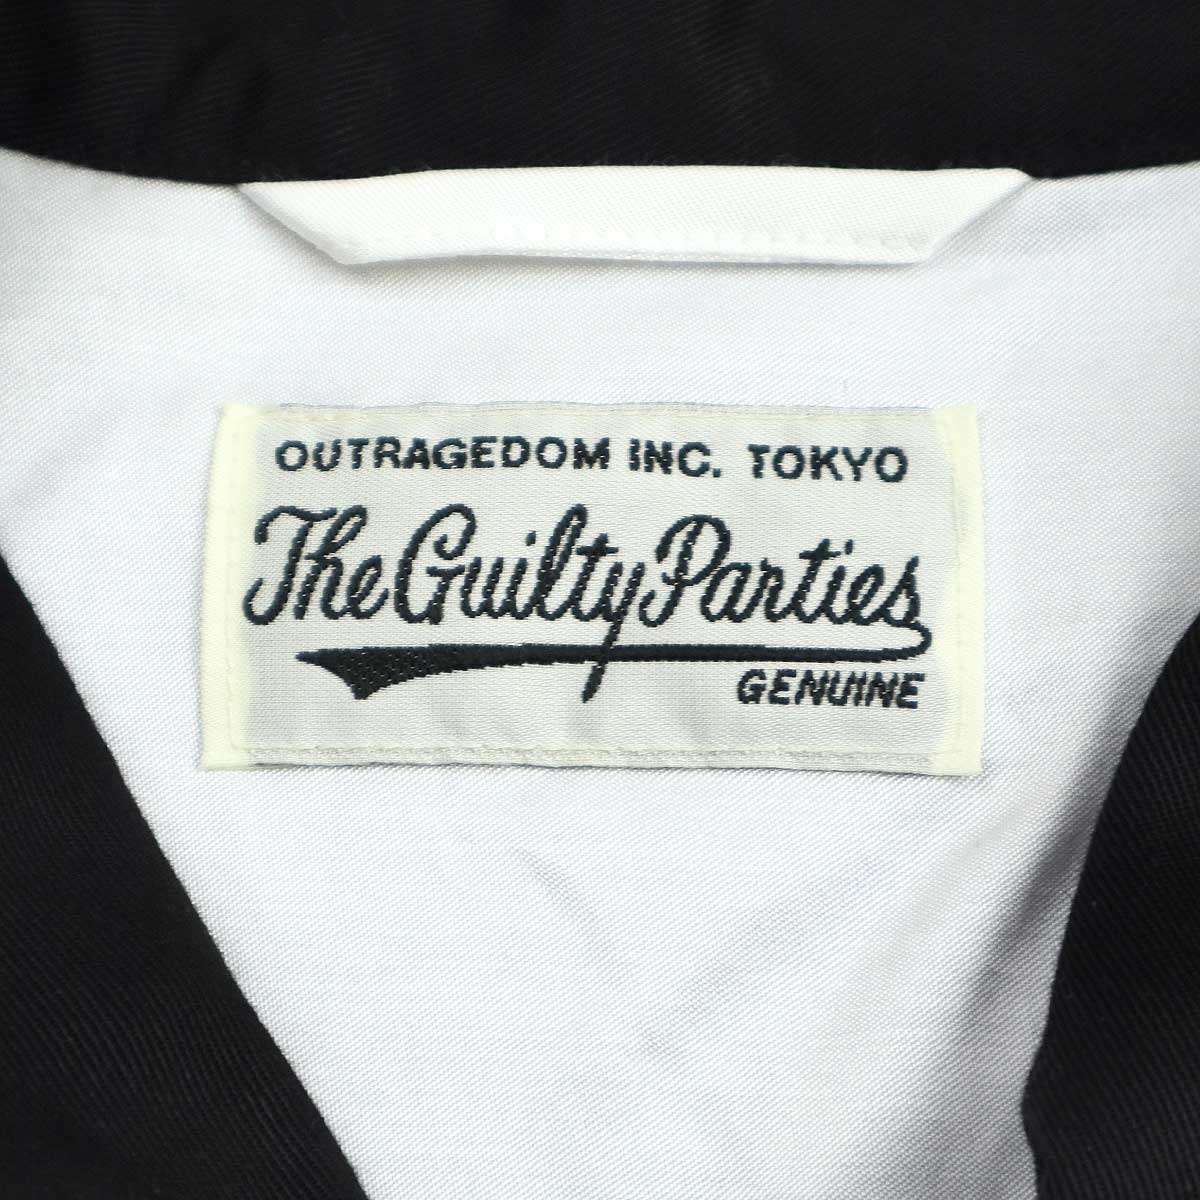 OUTRAGEDOM INC. TOKYO
The Guilty Parties
GENUINE